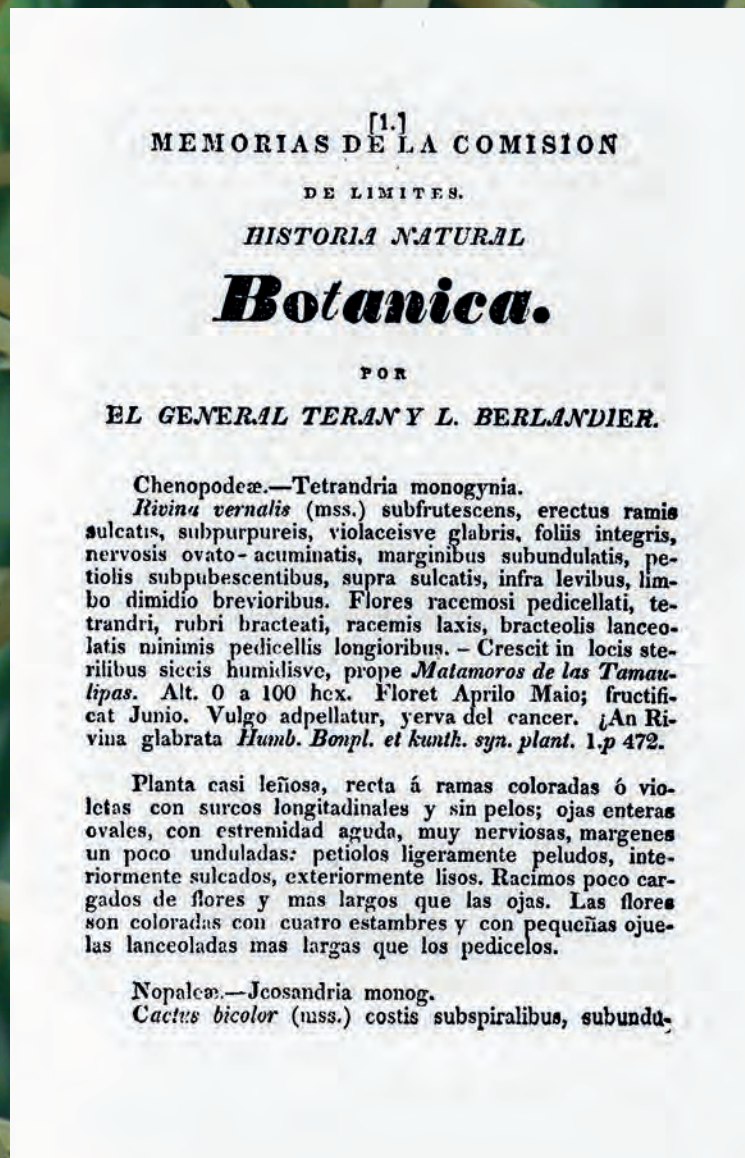 [1.]
MEMORIAS DE LA COMISION
DE LIMITES.
HISTORIA NATURAL
Botanica.
POR
EL GENERAL TERAN Y L. BERLANDIER.
Chenopodeæ.—Tetrandria monogynia.
Rivina vernalis (mss.) subfrutescens, erectus ramis
sulcatis, subpurpureis, violaceisve glabris, foliis integris,
nervosis ovato-acuminatis, marginibus subundulatis, pe-
tiolis subpubescentibus, supra sulcatis, infra levibus, lim-
bo dimidio brevioribus. Flores racemosi pedicellati, te-
trandri, rubri bracteati, racemis laxis, bracteolis lanceo-
latis minimis pedicellis longioribus. – Crescit in locis ste-
rilibus siccis humidisve, prope Matamoros de las Tamau-
lipas. Alt. 0 a 100 hex. Floret Aprilo Maio; fructifi-
cat Junio. Vulgo adpellatur, yerva del cancer. ¿An Ri-
vina glabrata Humb. Bonpl. et kunth. syn. plant. 1.p 472.
Planta casi leñosa, recta á ramas coloradas ó vio-
letas con surcos longitudinales y sin pelos; ojas enteras
ovales, con estremidad aguda, muy nerviosas, margenes
un poco unduladas: petiolos ligeramente peludos, inte-
riormente sulcados, exteriormente lisos. Racimos poco car-
gados de flores y mas largos que las ojas. Las flores
son coloradas con cuatro estambres y con pequeñas ojue-
las lanceoladas mas largas que los pedicelos.
Nopaleæ.—Jcosandria monog.
Cactus bicolor (mss.) costis subspiralibus, subundu-